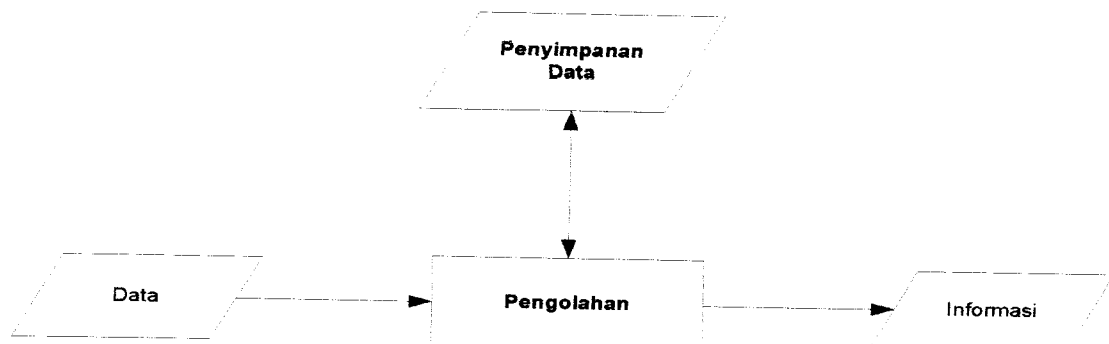 Penyimpanan
Data
Data
Pengolahan
Informasi